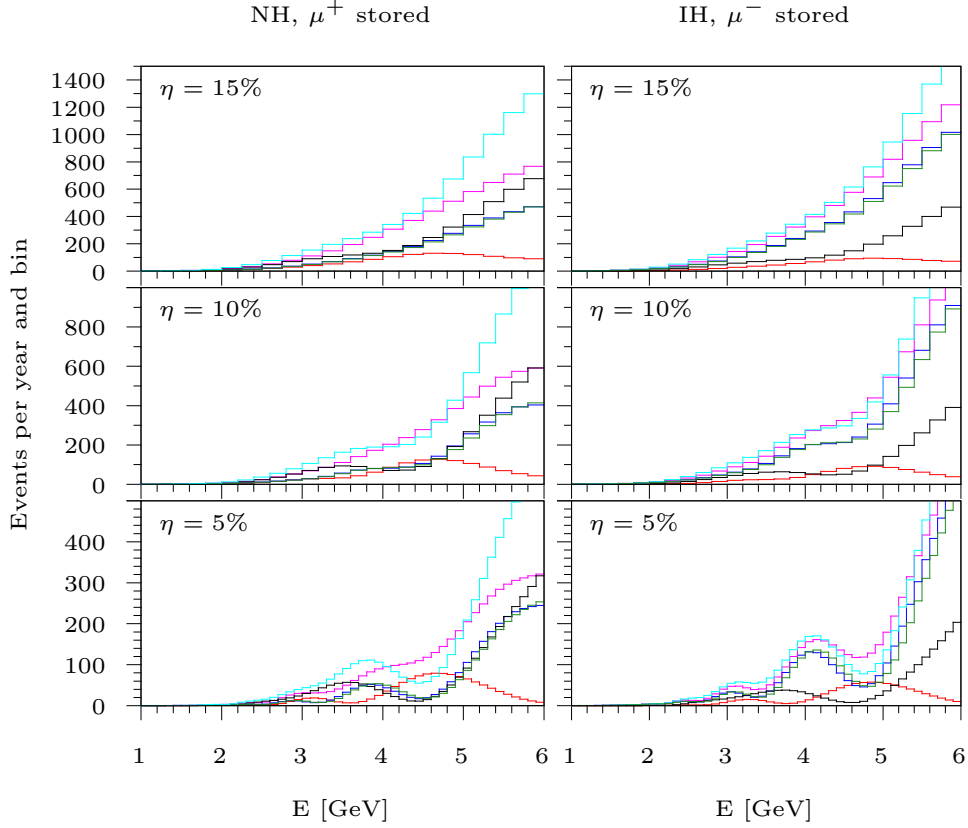 NH, μ+ stored
IH, μ− stored
Events per year and bin
η = 15%
1400
1200
1000
800
600
400
200
0
η = 15%
η = 10%
800
600
400
200
0
η = 10%
η = 5%
400
300
200
100
0
η = 5%
1 2 3 4 5 6
1 2 3 4 5 6
E [GeV]
E [GeV]